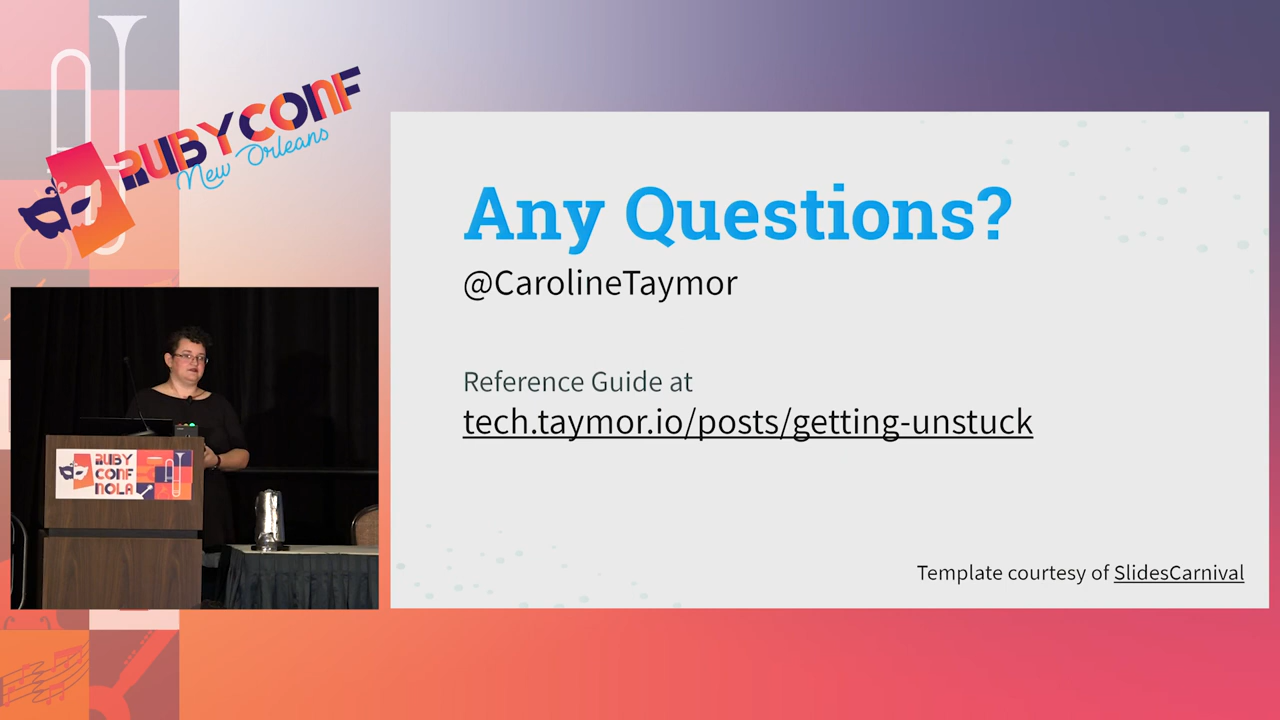 RUBYCONF
New Orleans
Any Questions?
@CarolineTaymor
Reference Guide at
tech.taymor.io/posts/getting-unstuck
RUBY
CONF
NOLA
Template courtesy of SlidesCarnival